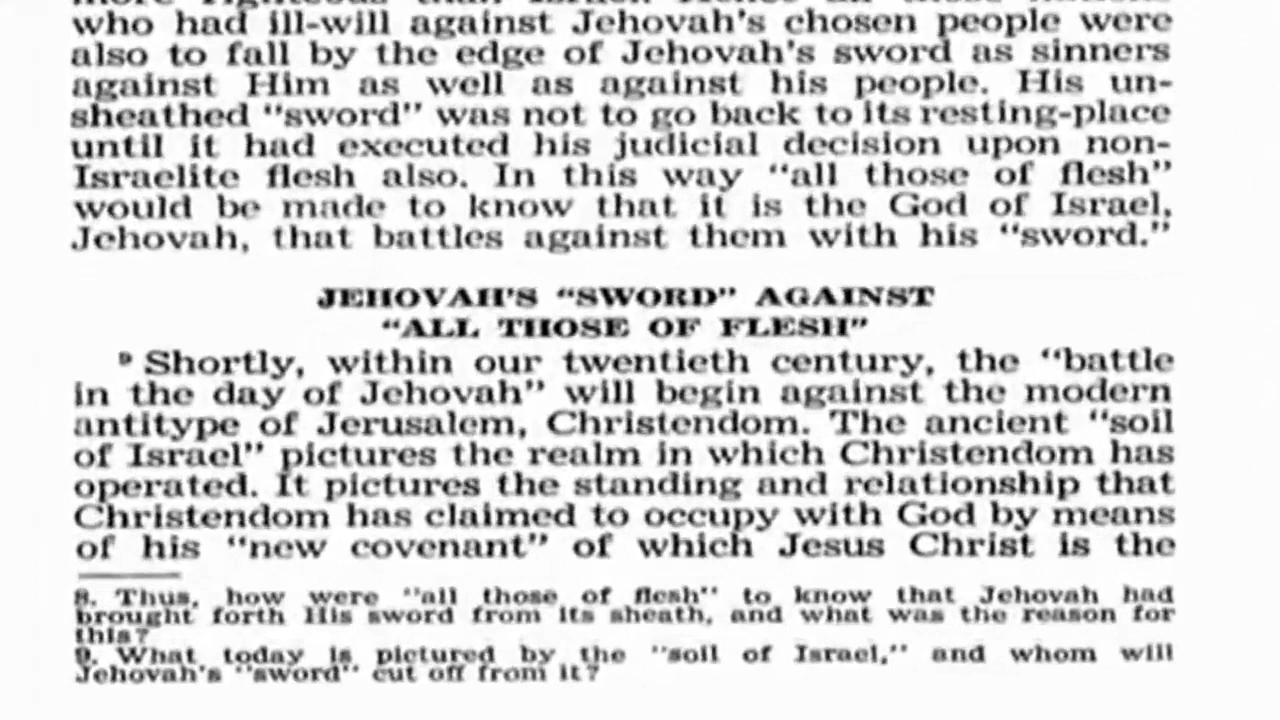 more righteous than Israel. Hence all those nations
who had ill-will against Jehovah's chosen people were
also to fall by the edge of Jehovah's sword as sinners
against Him as well as against his people. His un-
sheathed “sword” was not to go back to its resting-place
until it had executed his judicial decision upon non-
Israelite flesh also. In this way “all those of flesh”
would be made to know that it is the God of Israel,
Jehovah, that battles against them with his “sword.”
JEHOVAH'S “SWORD” AGAINST
“ALL THOSE OF FLESH”
⁹ Shortly, within our twentieth century, the “battle
in the day of Jehovah” will begin against the modern
antitype of Jerusalem, Christendom. The ancient “soil
of Israel” pictures the realm in which Christendom has
operated. It pictures the standing and relationship that
Christendom has claimed to occupy with God by means
of his “new covenant” of which Jesus Christ is the
8. Thus, how were “all those of flesh” to know that Jehovah had
brought forth His sword from its sheath, and what was the reason for
this?
9. What today is pictured by the “soil of Israel,” and whom will
Jehovah's “sword” cut off from it?